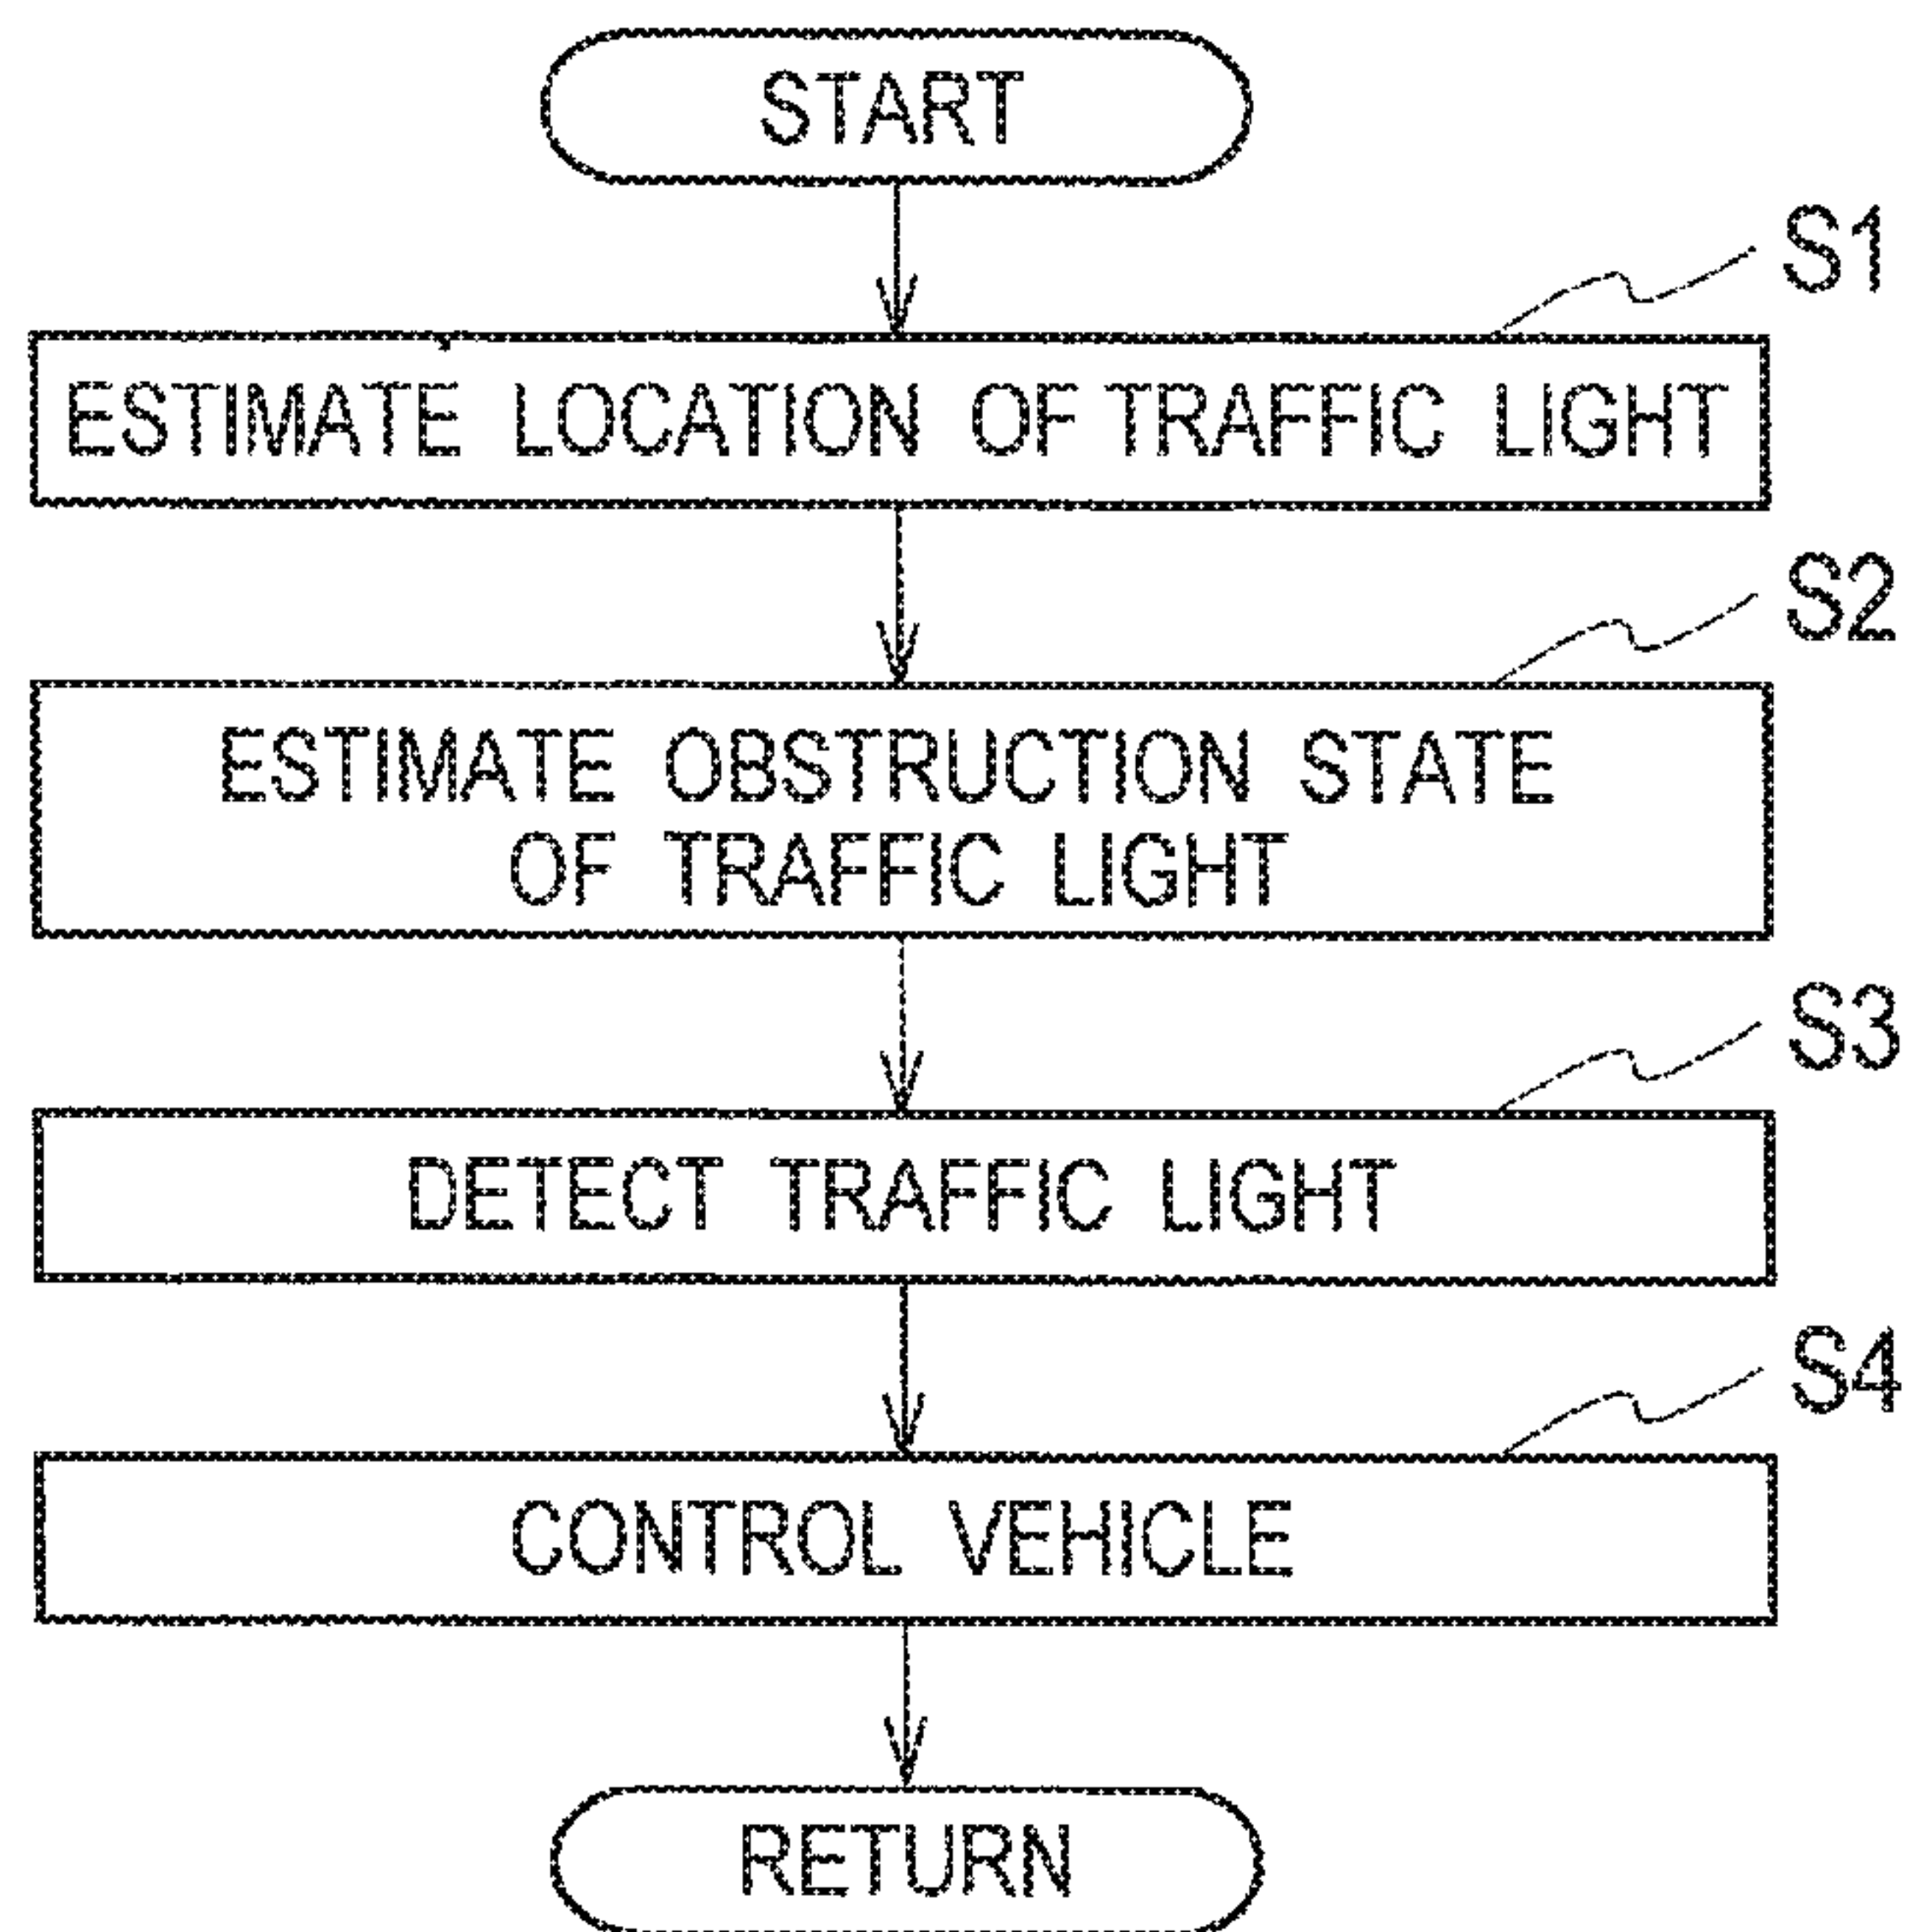 START
S1
ESTIMATE LOCATION OF TRAFFIC LIGHT
S2
ESTIMATE OBSTRUCTION STATE
OF TRAFFIC LIGHT
S3
DETECT TRAFFIC LIGHT
S4
CONTROL VEHICLE
RETURN